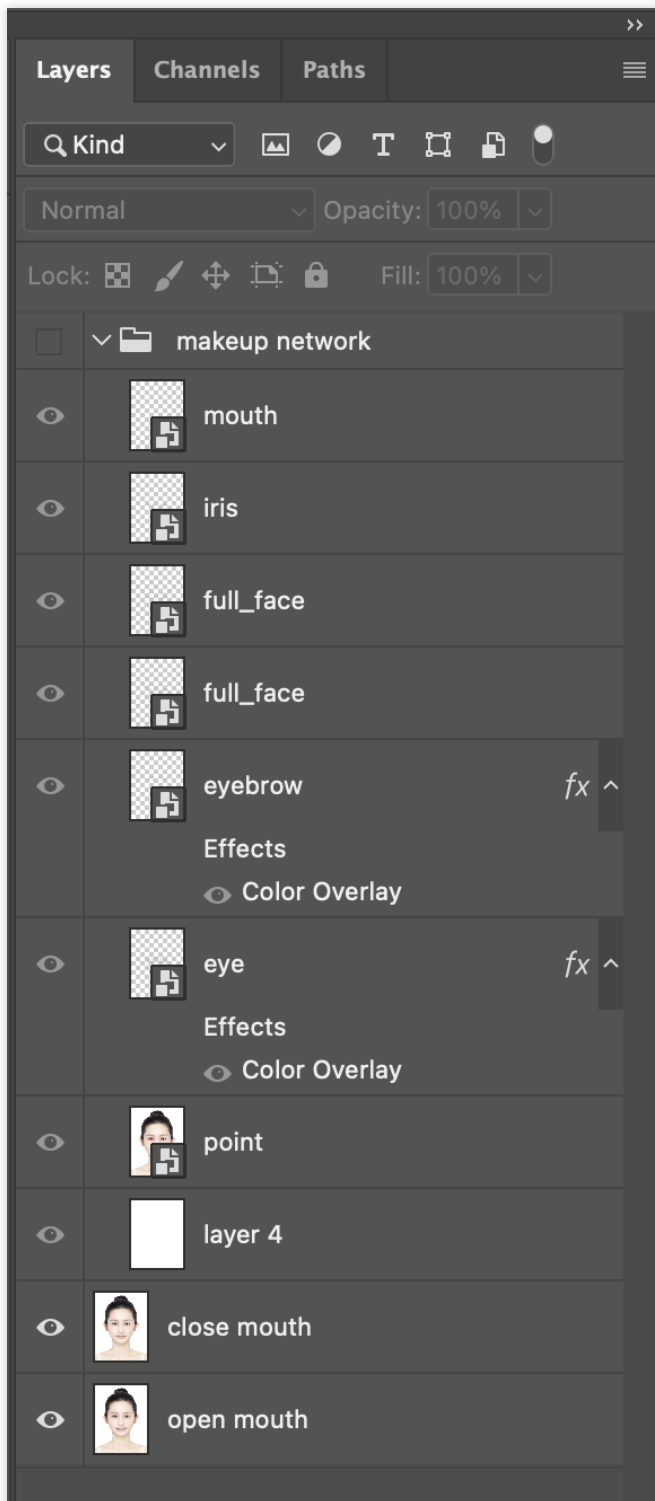 Layers Channels Paths
Kind
Normal Opacity: 100%
Lock: Fill: 100%
makeup network
mouth
iris
full_face
full_face
eyebrow fx
Effects
Color Overlay
eye fx
Effects
Color Overlay
point
layer 4
close mouth
open mouth